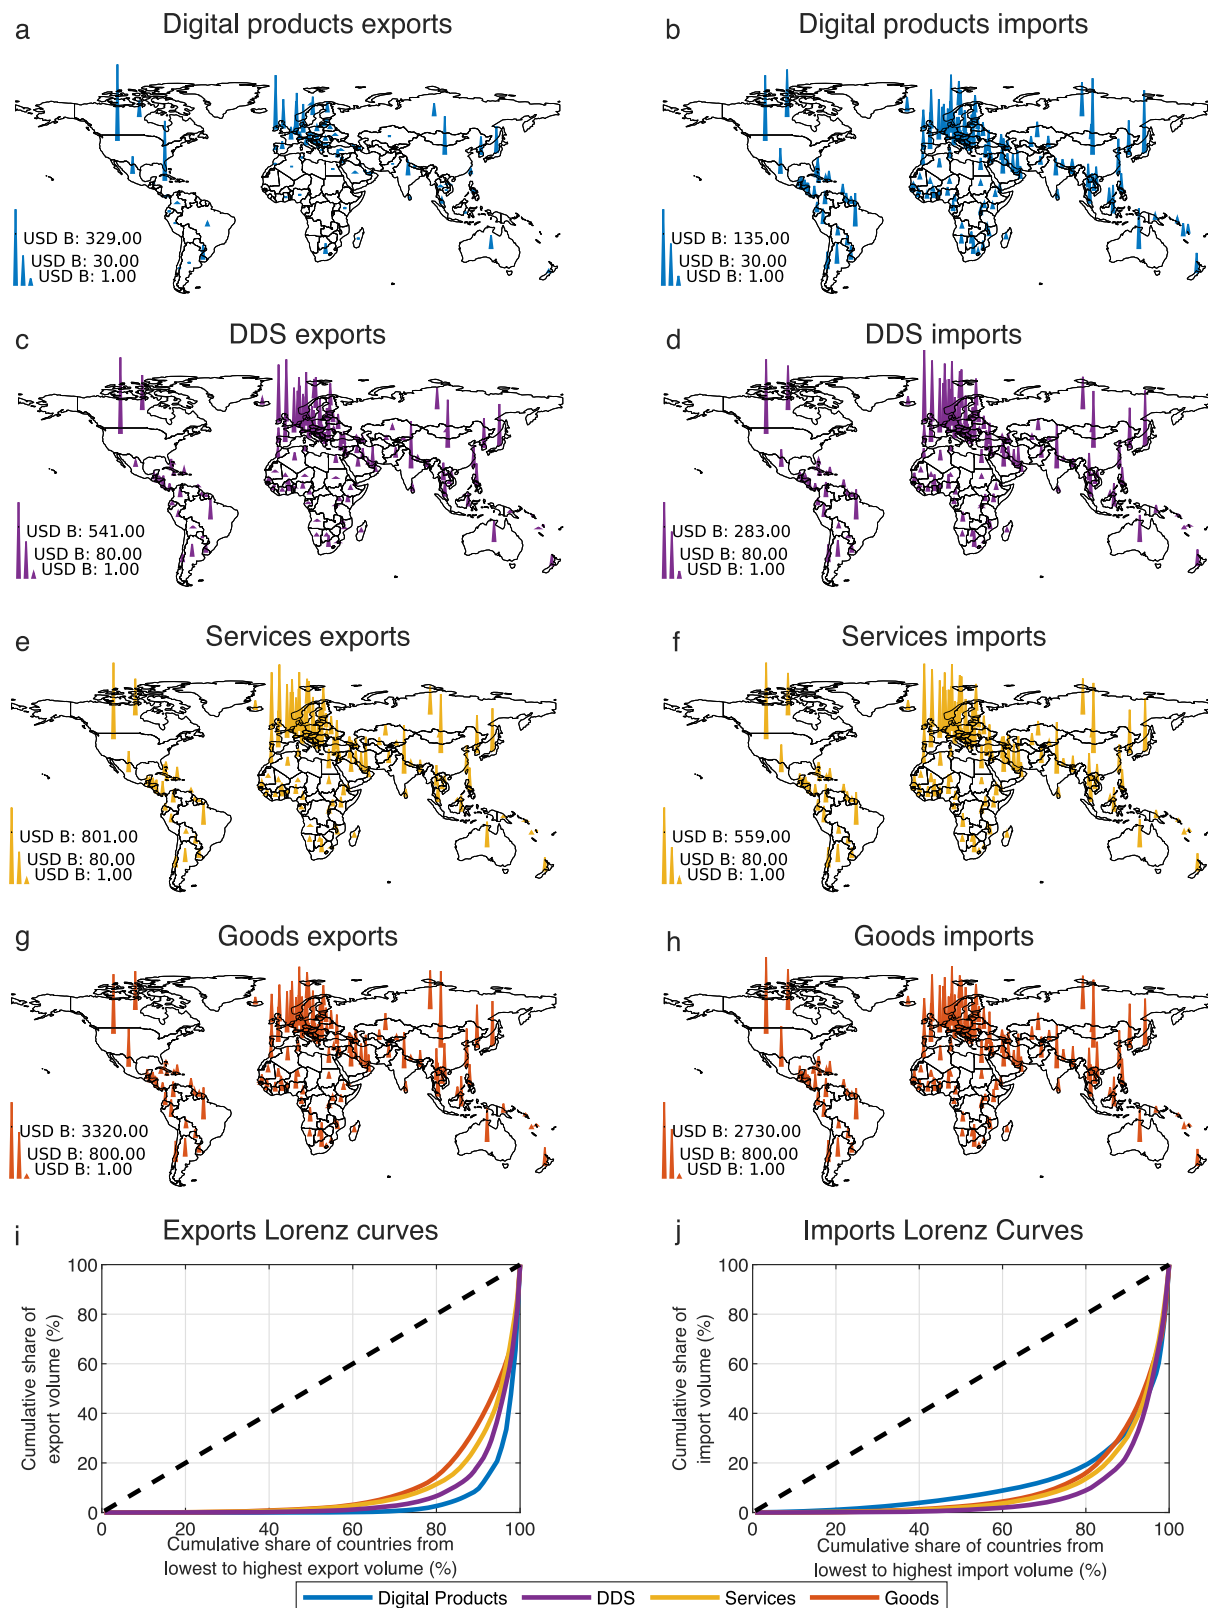 a
Digital products exports
b
Digital products imports
USD B: 329.00
USD B: 30.00
USD B: 1.00
USD B: 135.00
USD B: 30.00
USD B: 1.00
c
DDS exports
d
DDS imports
USD B: 541.00
USD B: 80.00
USD B: 1.00
USD B: 283.00
USD B: 80.00
USD B: 1.00
e
Services exports
f
Services imports
USD B: 801.00
USD B: 80.00
USD B: 1.00
USD B: 559.00
USD B: 80.00
USD B: 1.00
g
Goods exports
h
Goods imports
USD B: 3320.00
USD B: 800.00
USD B: 1.00
USD B: 2730.00
USD B: 800.00
USD B: 1.00
i
Exports Lorenz curves
100
80
60
40
20
0
Cumulative share of
export volume (%)
0 20 40 60 80 100
Cumulative share of countries from
lowest to highest export volume (%)
j
Imports Lorenz Curves
100
80
60
40
20
0
Cumulative share of
import volume (%)
0 20 40 60 80 100
Cumulative share of countries from
lowest to highest import volume (%)
Digital Products DDS Services Goods